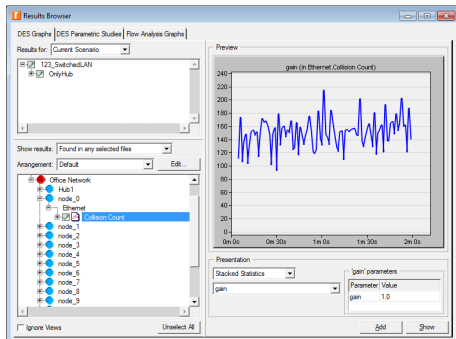 Results Browser
DES Graphs DES Parametric Studies Flow Analysis Graphs
Results for: Current Scenario
123_SwitchedLAN
OnlyHub
Show results: Found in any selected files
Arrangement: Default Edit...
Office Network
Hub1
node_0
Ethernet
Collision Count
node_1
node_2
node_3
node_4
node_5
node_6
node_7
node_8
node_9
Ignore Views Unselect All
Preview
gain (in Ethernet.Collision Count)
240
220
200
180
160
140
120
100
80
60
40
20
0
0m 0s 0m 30s 1m 0s 1m 30s 2m 0s
Presentation
Stacked Statistics
gain
'gain' parameters
Parameter Value
gain 1.0
Add Show